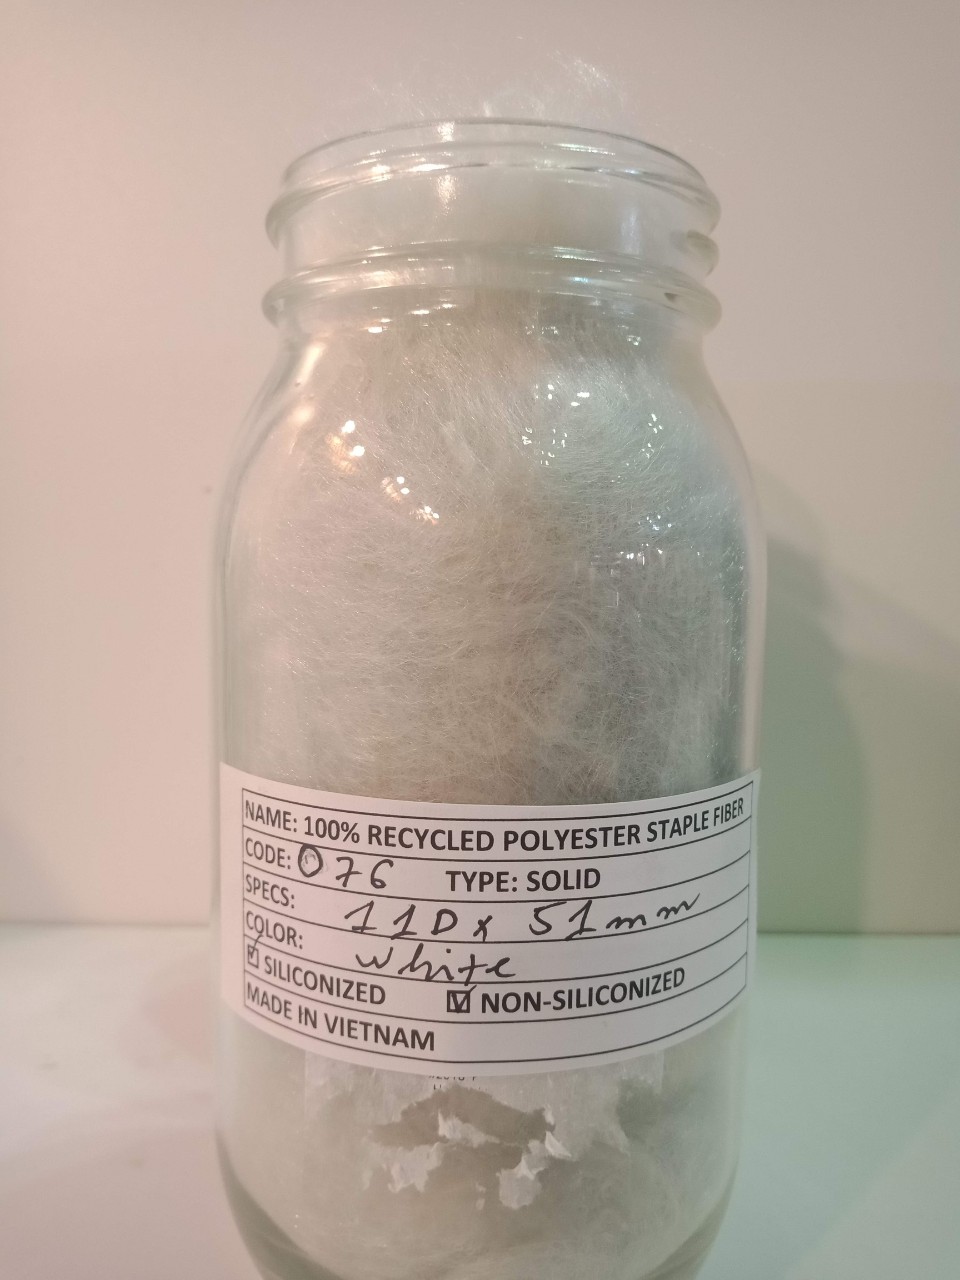 NAME: 100% RECYCLED POLYESTER STAPLE FIBER
CODE: 076 TYPE: SOLID
SPECS: 11D x 51mm
COLOR: white
☑ SILICONIZED ☑ NON-SILICONIZED
MADE IN VIETNAM